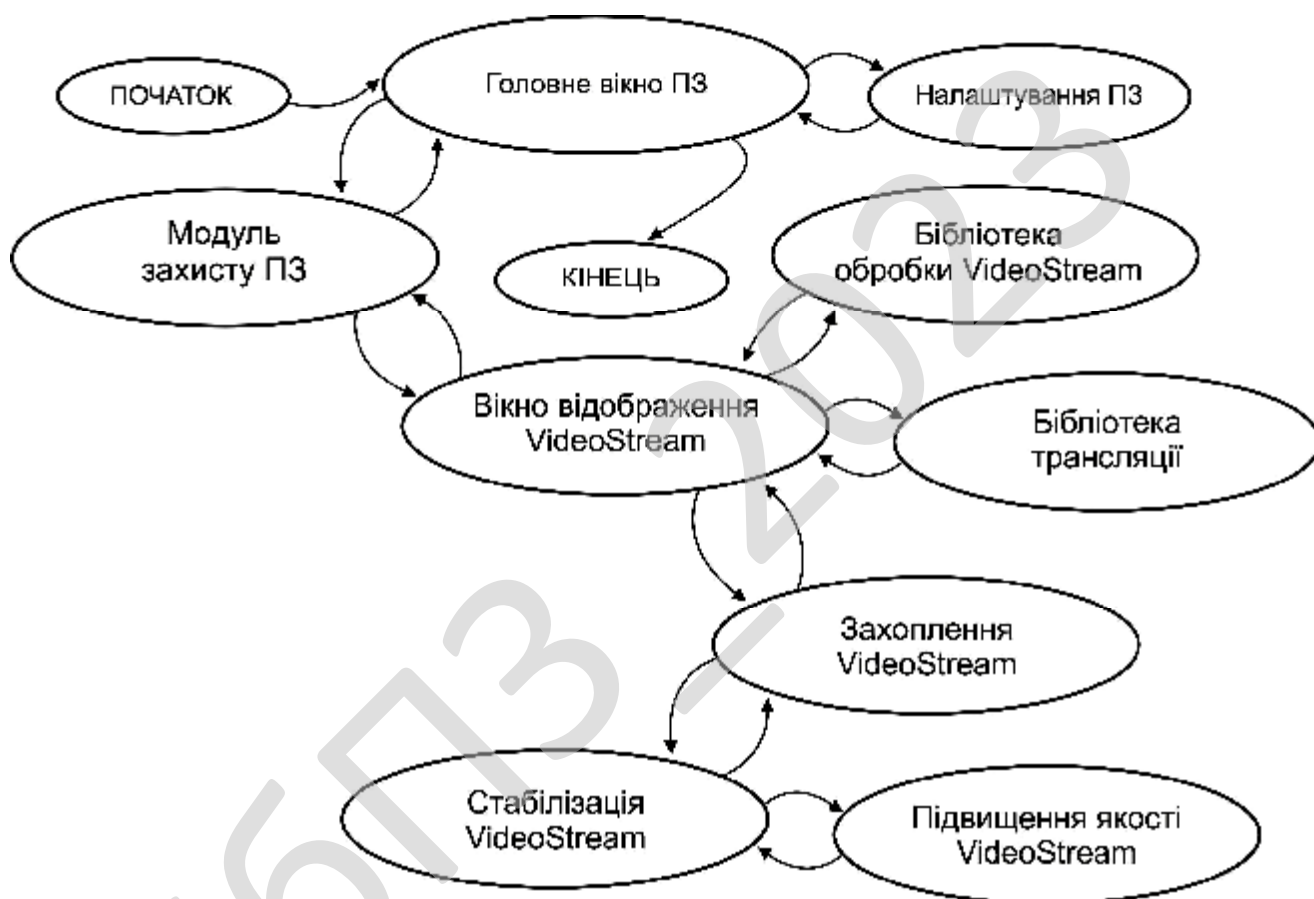 ПОЧАТОК
Головне вікно ПЗ
Налаштування ПЗ
Модуль
захисту ПЗ
КІНЕЦЬ
Бібліотека
обробки VideoStream
Вікно відображення
VideoStream
Бібліотека
трансляції
Захоплення
VideoStream
Стабілізація
VideoStream
Підвищення якості
VideoStream
бПЗ_2023